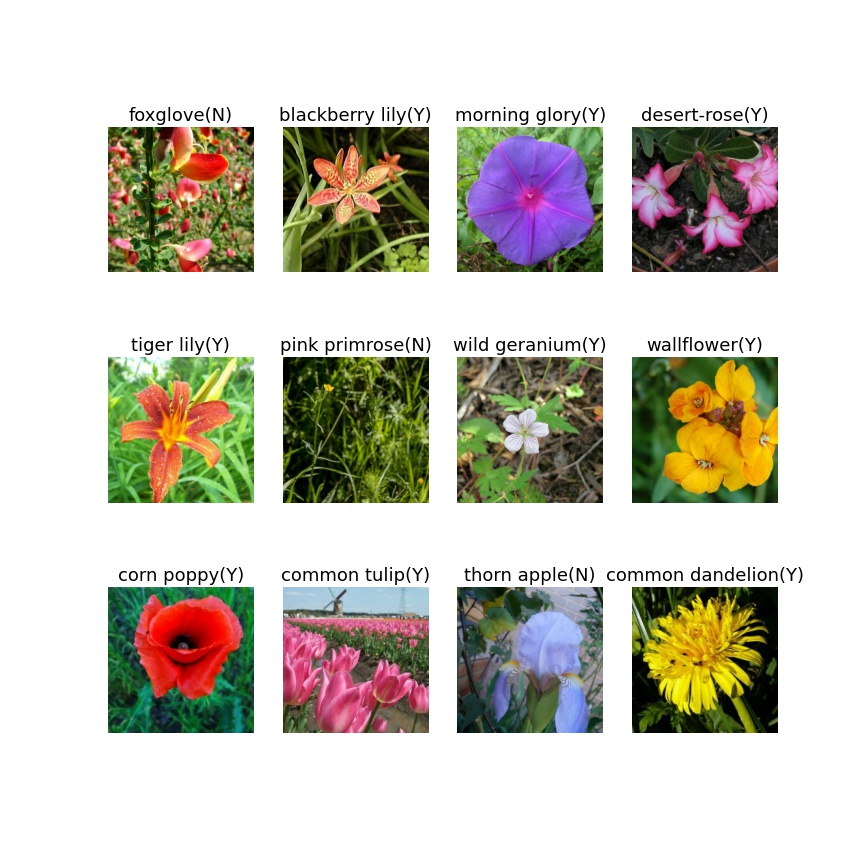 foxglove(N)
blackberry lily(Y)
morning glory(Y)
desert-rose(Y)
tiger lily(Y)
pink primrose(N)
wild geranium(Y)
wallflower(Y)
corn poppy(Y)
common tulip(Y)
thorn apple(N)
common dandelion(Y)